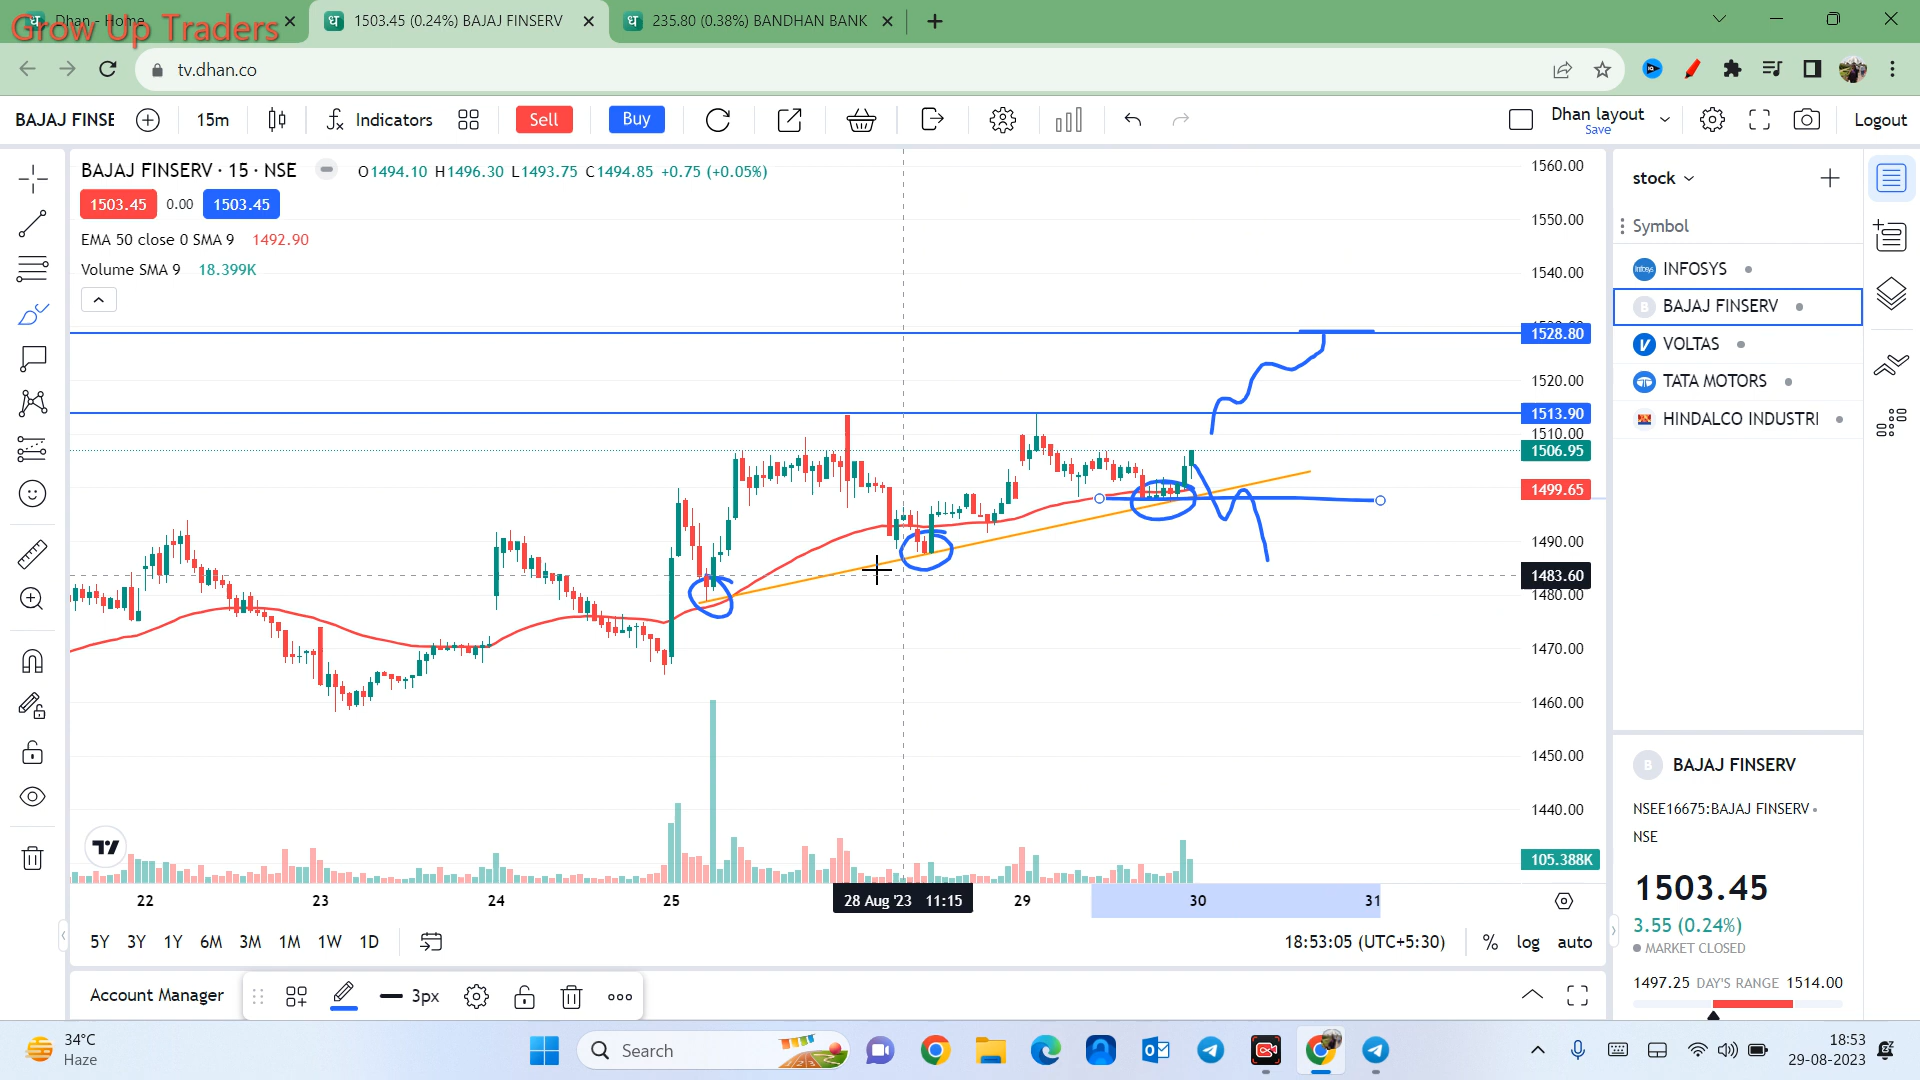 Grow Up Traders
Dhan - Home
1503.45 (0.24%) BAJAJ FINSERV
235.80 (0.38%) BANDHAN BANK
tv.dhan.co
BAJAJ FINSE
15m
Indicators
Sell
Buy
Dhan layout
Save
Logout
BAJAJ FINSERV · 15 · NSE
O1494.10 H1496.30 L1493.75 C1494.85 +0.75 (+0.05%)
1503.45 0.00 1503.45
EMA 50 close 0 SMA 9 1492.90
Volume SMA 9 18.399K
1560.00
1550.00
1540.00
1528.80
1520.00
1513.90
1510.00
1506.95
1499.65
1490.00
1483.60
1480.00
1470.00
1460.00
1450.00
1440.00
105.388K
22 23 24 25 28 Aug '23 11:15 29 30 31
5Y 3Y 1Y 6M 3M 1M 1W 1D
18:53:05 (UTC+5:30) % log auto
Account Manager
3px
stock
Symbol
INFOSYS
BAJAJ FINSERV
VOLTAS
TATA MOTORS
HINDALCO INDUSTRI
B BAJAJ FINSERV
NSEE16675:BAJAJ FINSERV •
NSE
1503.45
3.55 (0.24%)
MARKET CLOSED
1497.25 DAY'S RANGE 1514.00
34°C
Haze
Search
18:53
29-08-2023